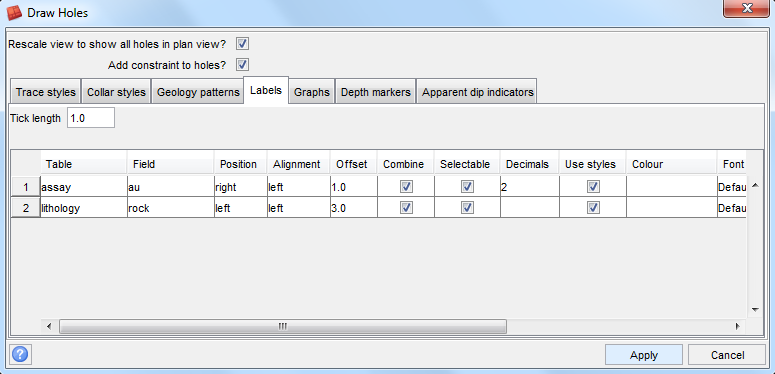 Draw Holes
Rescale view to show all holes in plan view?
Add constraint to holes?
Trace styles Collar styles Geology patterns Labels Graphs Depth markers Apparent dip indicators
Tick length 1.0
Table Field Position Alignment Offset Combine Selectable Decimals Use styles Colour Font
1 assay au right left 1.0 2 Defau
2 lithology rock left left 3.0 Defau
? Apply Cancel